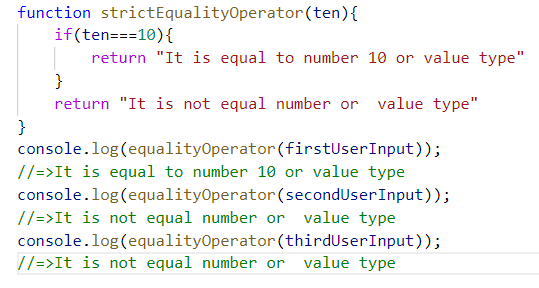 function strictEqualityOperator(ten){
    if(ten===10){
        return "It is equal to number 10 or value type"
    }
    return "It is not equal number or  value type"
}
console.log(equalityOperator(firstUserInput));
//=>It is equal to number 10 or value type
console.log(equalityOperator(secondUserInput));
//=>It is not equal number or  value type
console.log(equalityOperator(thirdUserInput));
//=>It is not equal number or  value type